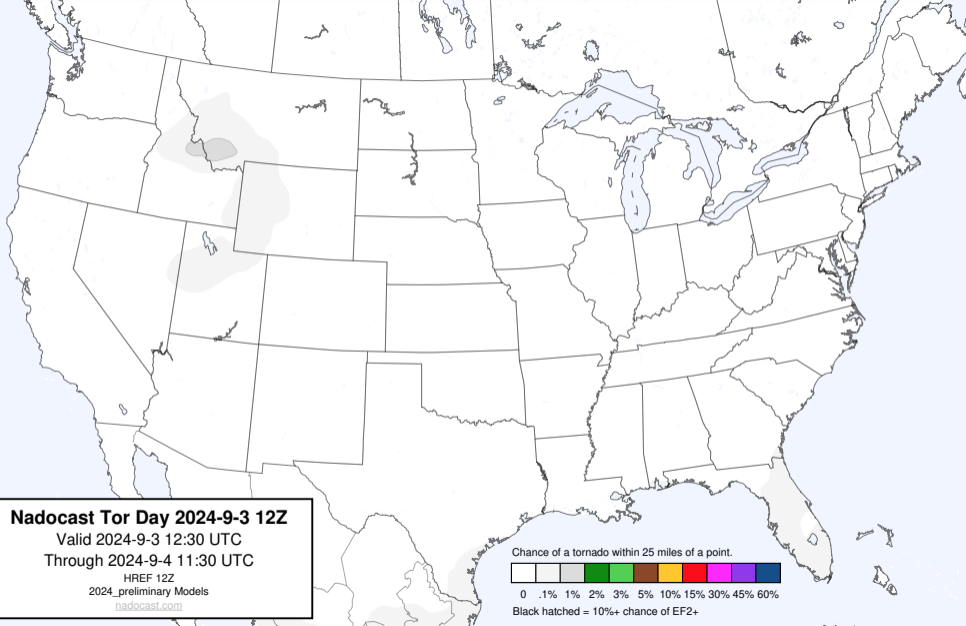 Nadocast Tor Day 2024-9-3 12Z
Valid 2024-9-3 12:30 UTC
Through 2024-9-4 11:30 UTC
HREF 12Z
2024_preliminary Models
nadocast.com
Chance of a tornado within 25 miles of a point.
0 .1% 1% 2% 3% 5% 10% 15% 30% 45% 60%
Black hatched = 10%+ chance of EF2+